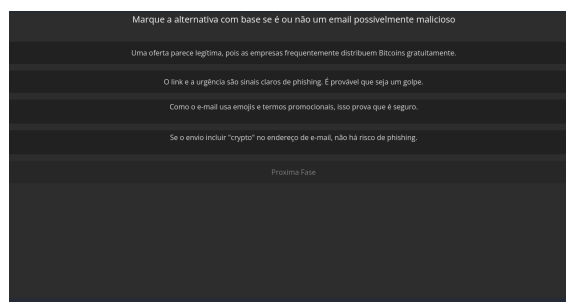 Marque a alternativa com base se é ou não um email possivelmente malicioso
Uma oferta parece legítima, pois as empresas frequentemente distribuem Bitcoins gratuitamente.
O link e a urgência são sinais claros de phishing. É provável que seja um golpe.
Como o e-mail usa emojis e termos promocionais, isso prova que é seguro.
Se o envio incluir "crypto" no endereço de e-mail, não há risco de phishing.
Proxima Fase